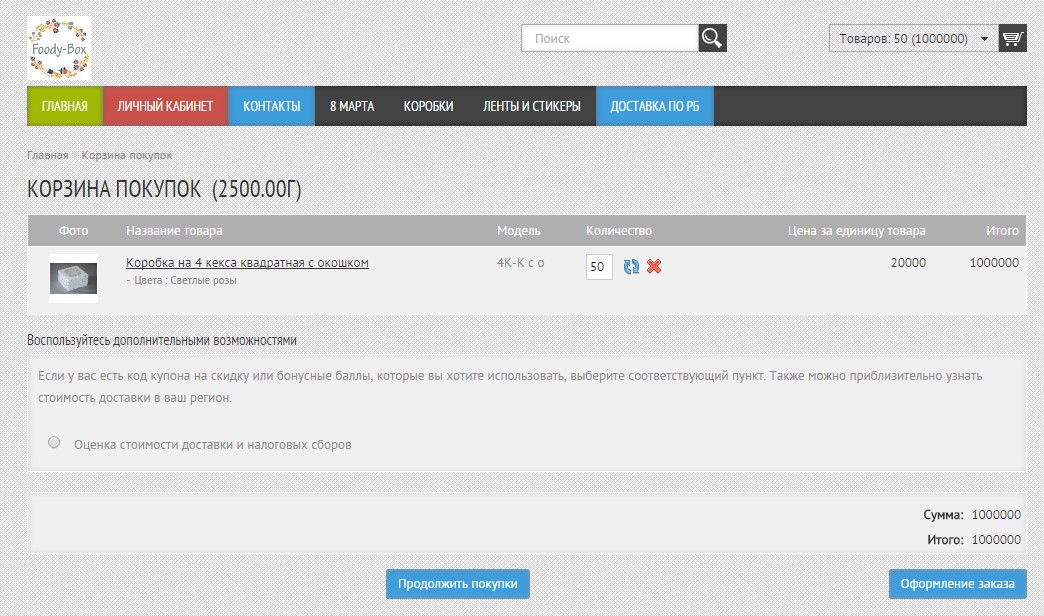 Foody-Box
Поиск
Товаров: 50 (1000000)
ГЛАВНАЯ ЛИЧНЫЙ КАБИНЕТ КОНТАКТЫ 8 МАРТА КОРОБКИ ЛЕНТЫ И СТИКЕРЫ ДОСТАВКА ПО РБ
Главная » Корзина покупок
КОРЗИНА ПОКУПОК (2500.00Г)
Фото Название товара Модель Количество Цена за единицу товара Итого
Коробка на 4 кекса квадратная с окошком 4К-К с о 50 20000 1000000
- Цвета : Светлые розы
Воспользуйтесь дополнительными возможностями
Если у вас есть код купона на скидку или бонусные баллы, которые вы хотите использовать, выберите соответствующий пункт. Также можно приблизительно узнать
стоимость доставки в ваш регион.
Оценка стоимости доставки и налоговых сборов
Сумма: 1000000
Итого: 1000000
Продолжить покупки Оформление заказа